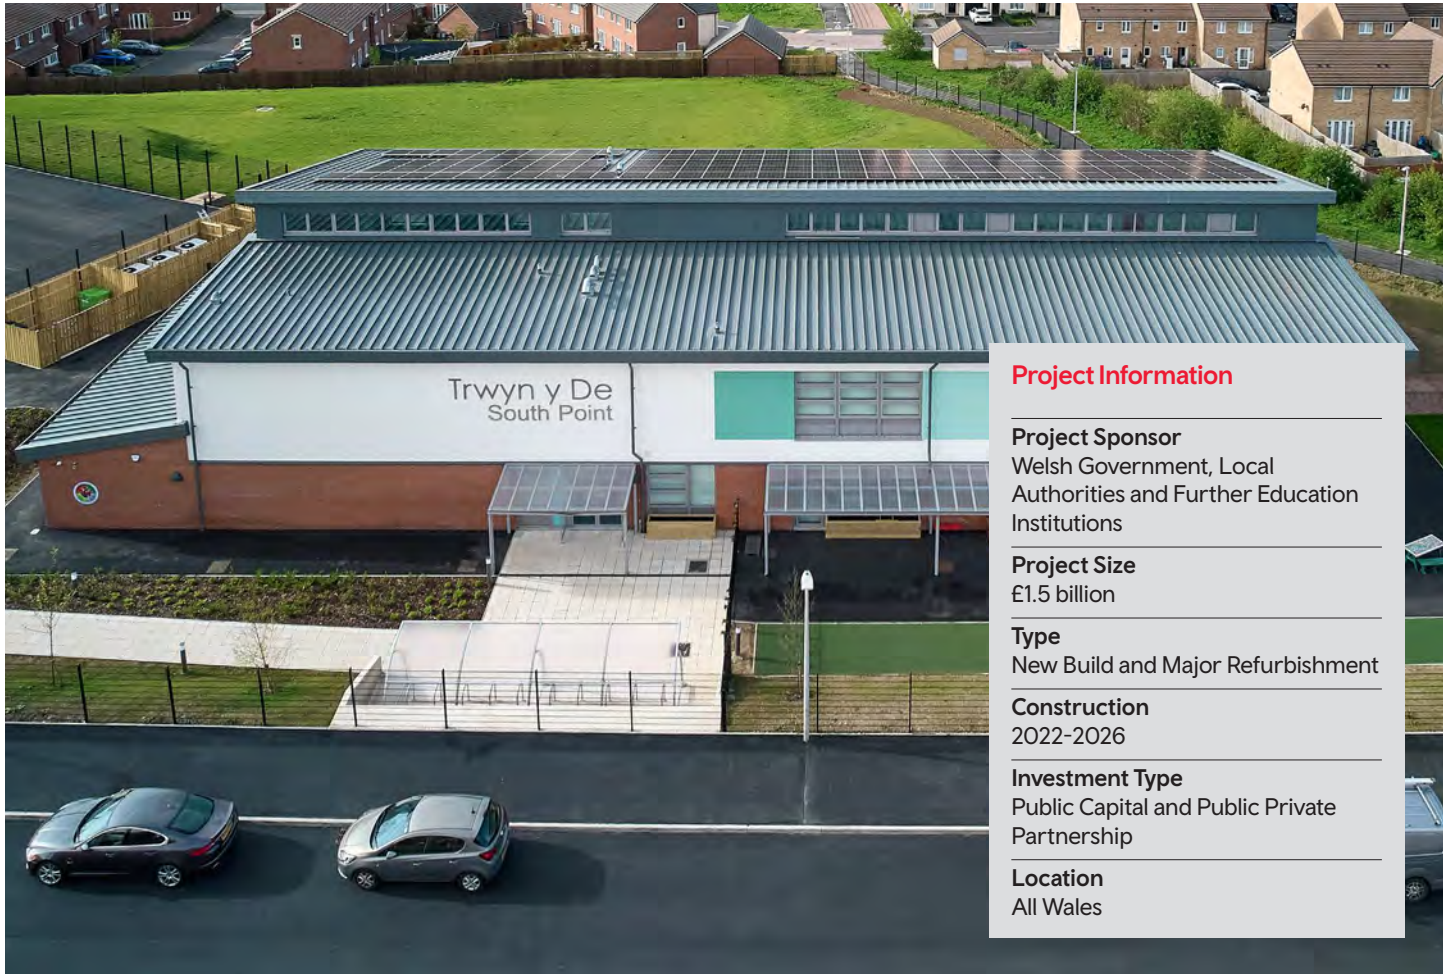 Trwyn y De
South Point
Project Information
Project Sponsor
Welsh Government, Local
Authorities and Further Education
Institutions
Project Size
£1.5 billion
Type
New Build and Major Refurbishment
Construction
2022-2026
Investment Type
Public Capital and Public Private
Partnership
Location
All Wales